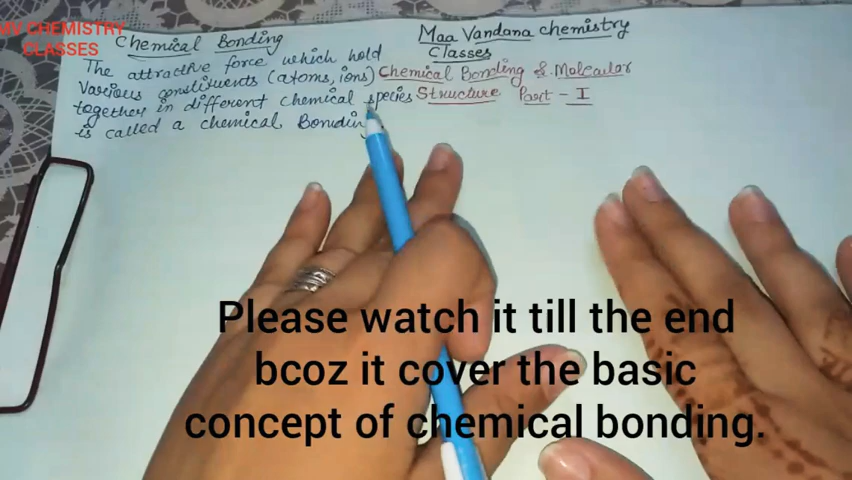 MV CHEMISTRY
CLASSES
Chemical Bonding
The attractive force which hold
various constituents (atoms, ions)
together in different chemical species
is called a chemical Bondin
Maa Vandana chemistry
Classes
Chemical Bonding & Molcular
Structure Part - I
Please watch it till the end
bcoz it cover the basic
concept of chemical bonding.